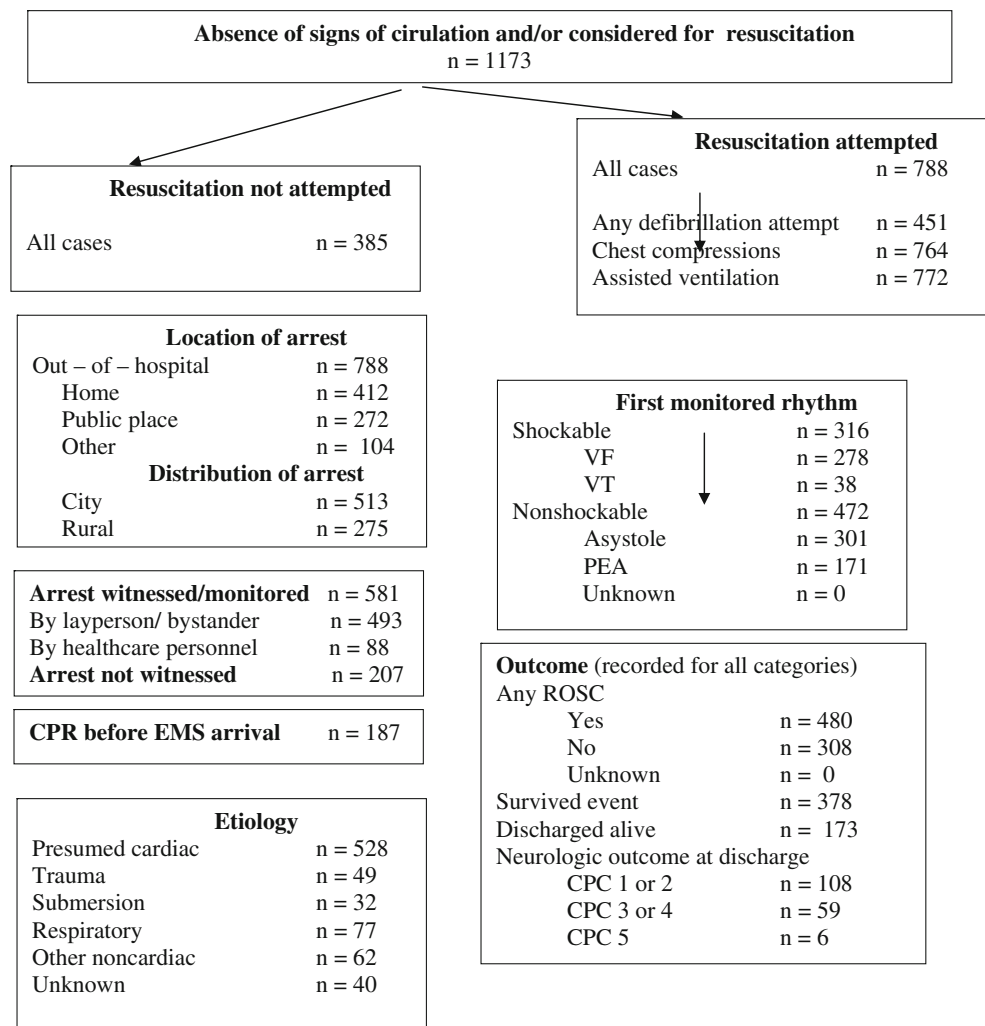 Absence of signs of cirulation and/or considered for resuscitation
n = 1173
Resuscitation not attempted
All cases n = 385
Resuscitation attempted
All cases n = 788
Any defibrillation attempt n = 451
Chest compressions n = 764
Assisted ventilation n = 772
Location of arrest
Out – of – hospital n = 788
Home n = 412
Public place n = 272
Other n = 104
Distribution of arrest
City n = 513
Rural n = 275
Arrest witnessed/monitored n = 581
By layperson/ bystander n = 493
By healthcare personnel n = 88
Arrest not witnessed n = 207
CPR before EMS arrival n = 187
Etiology
Presumed cardiac n = 528
Trauma n = 49
Submersion n = 32
Respiratory n = 77
Other noncardiac n = 62
Unknown n = 40
First monitored rhythm
Shockable n = 316
VF n = 278
VT n = 38
Nonshockable n = 472
Asystole n = 301
PEA n = 171
Unknown n = 0
Outcome (recorded for all categories)
Any ROSC
Yes n = 480
No n = 308
Unknown n = 0
Survived event n = 378
Discharged alive n = 173
Neurologic outcome at discharge
CPC 1 or 2 n = 108
CPC 3 or 4 n = 59
CPC 5 n = 6